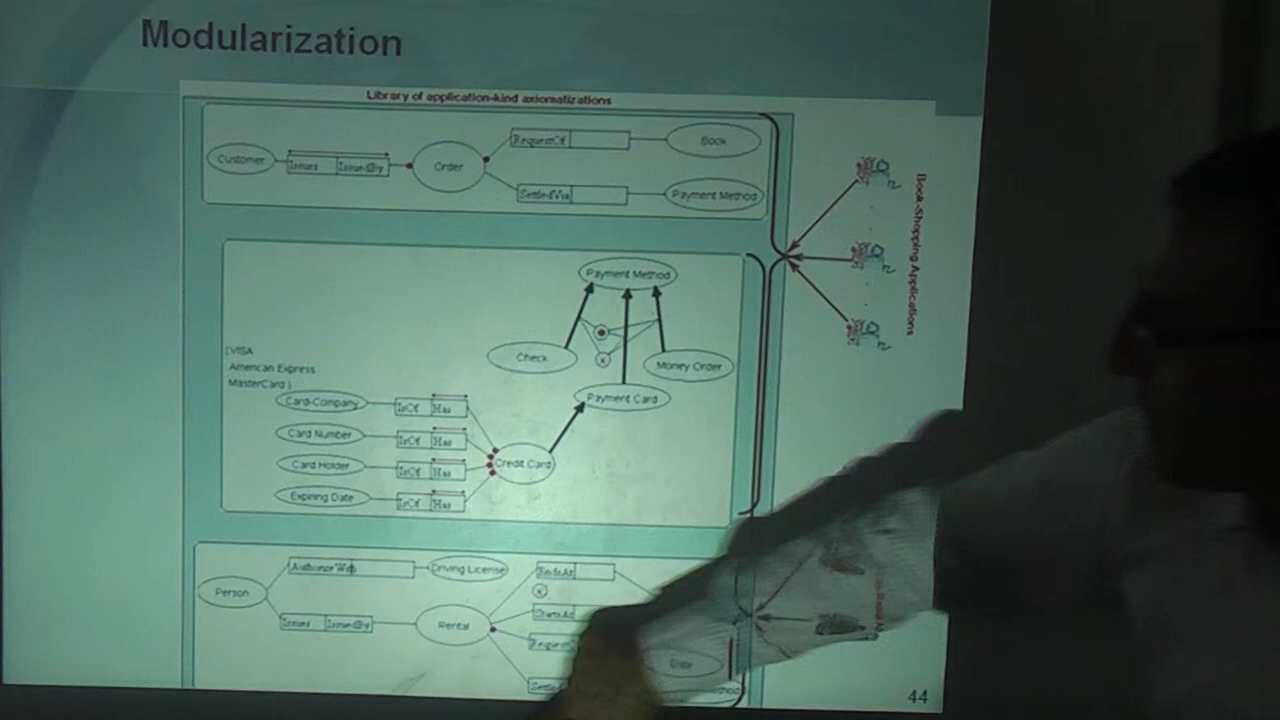 Modularization
Library of application-kind axiomatizations
Customer
Issues IssuedBy
Order
RequestOf
Book
SettledVia
Payment Method
Book-Shopping Applications
Payment Method
Check
Money Order
Payment Card
{VISA
American Express
MasterCard }
Card-Company
IsOf Has
Card Number
IsOf Has
Card Holder
IsOf Has
Credit Card
Expiring Date
IsOf Has
Person
AuthorizeWith
Driving License
Issues IssuedBy
Rental
EndsAt
StartsAt
44